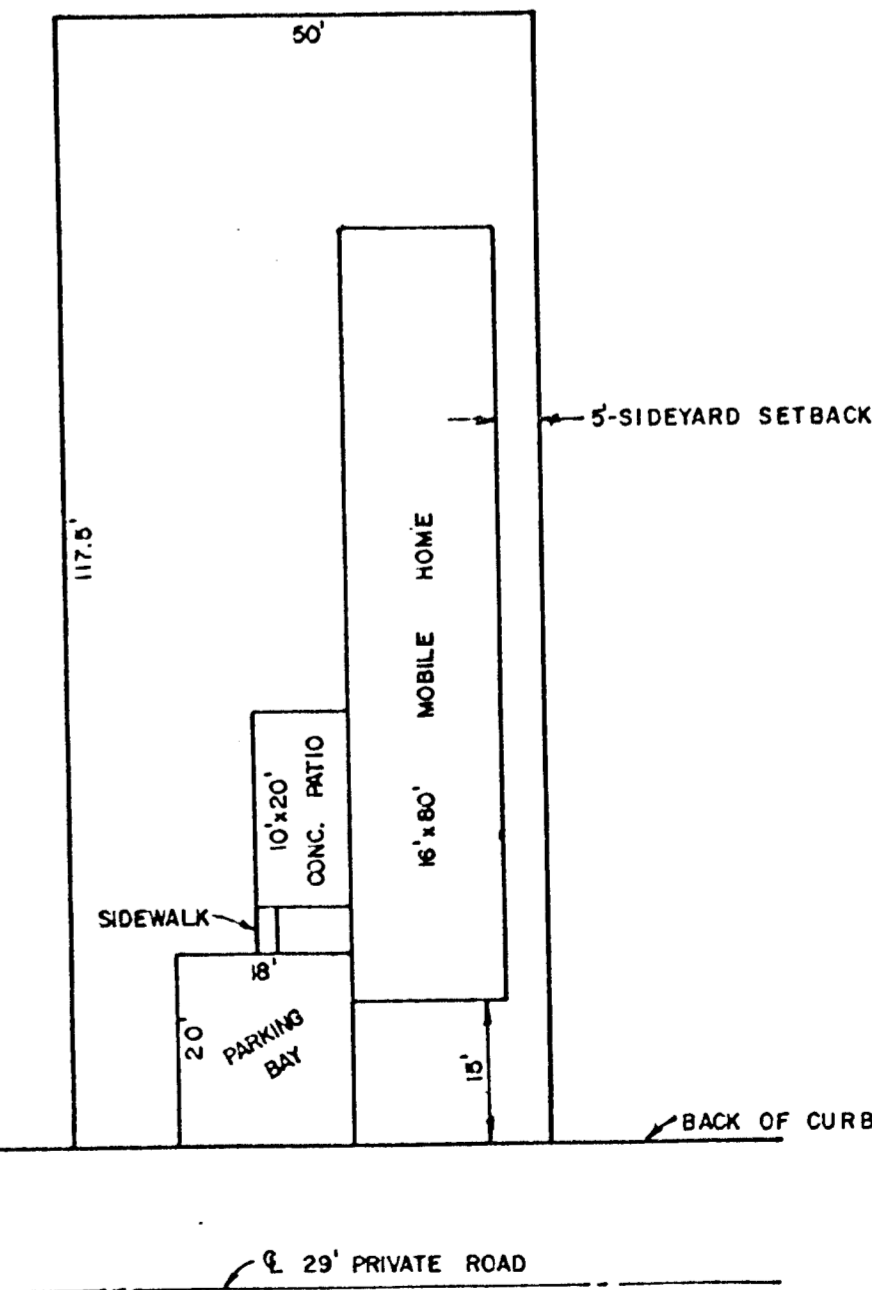 50'
5'-SIDEYARD SETBACK
117.5'
16'x80' MOBILE HOME
10'x20'
CONC. PATIO
SIDEWALK
18'
20'
PARKING
BAY
15'
BACK OF CURB
℄ 29' PRIVATE ROAD